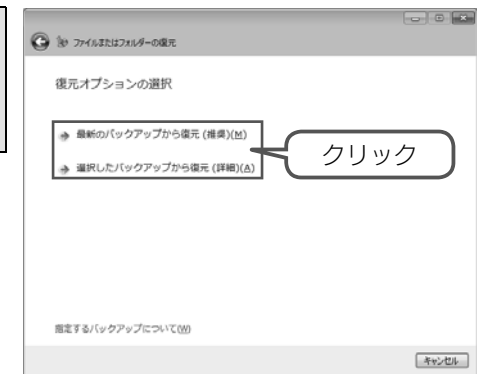 ファイルまたはフォルダーの復元
復元オプションの選択
最新のバックアップから復元 (推奨)(M)
選択したバックアップから復元 (詳細)(A)
クリック
指定するバックアップについて(W)
キャンセル